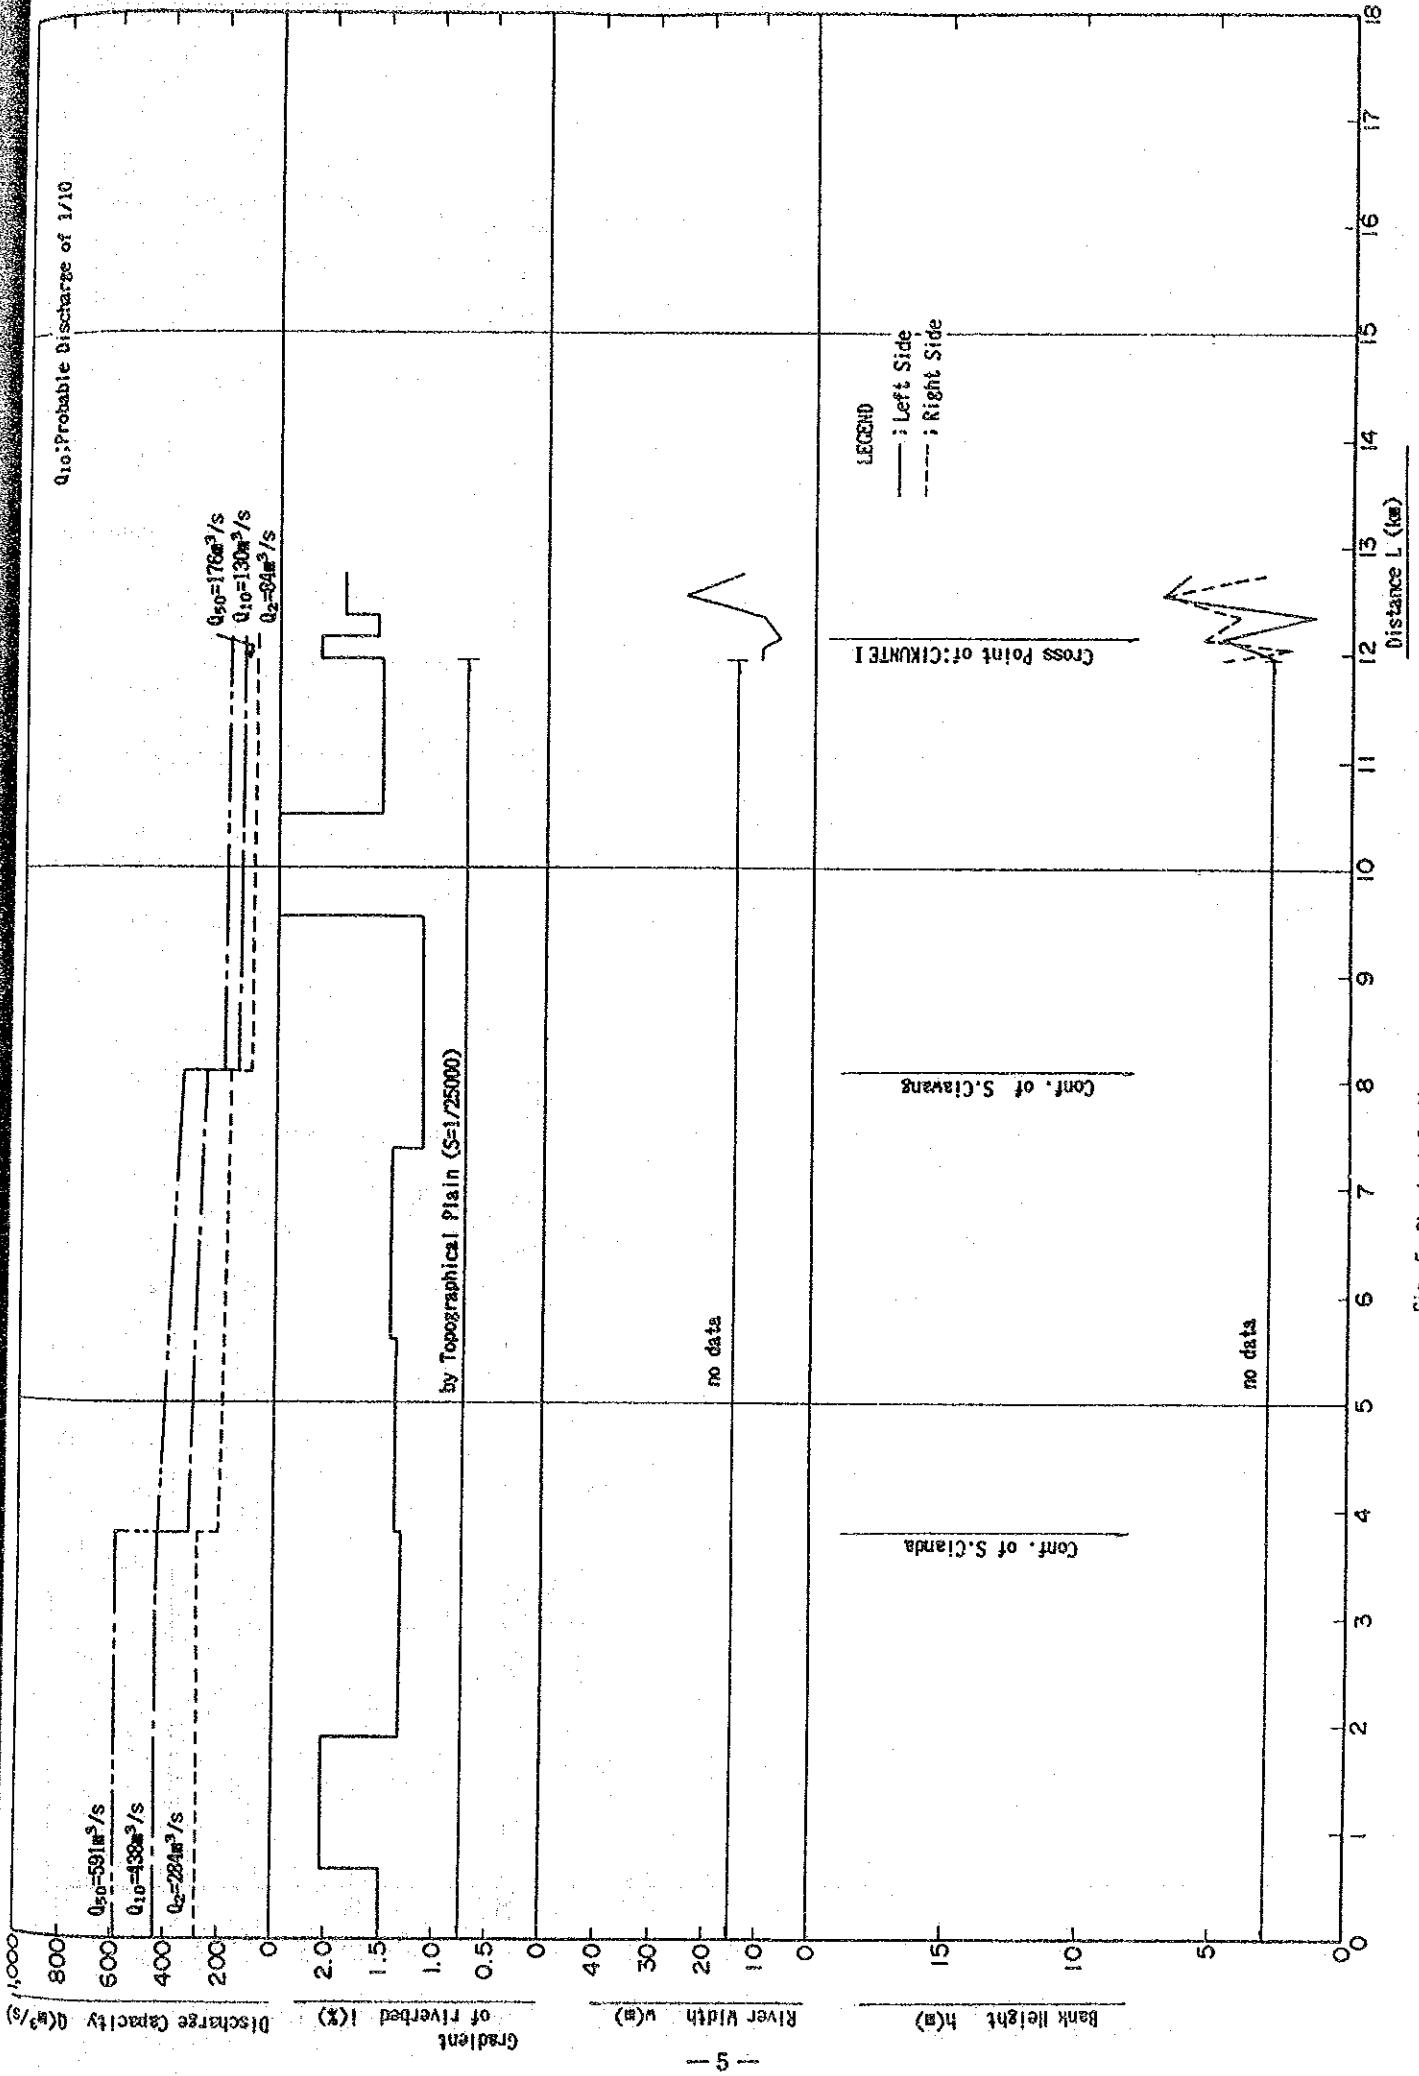 Q10;Probable Discharge of 1/10
Q50=176m³/s
Q10=130m³/s
Q2=84m³/s
Q50=591m³/s
Q10=438m³/s
Q2=284m³/s
Discharge Capacity Q(m³/s)
1,000
800
600
400
200
0
Gradient
of riverbed i(%)
2.0
1.5
1.0
0.5
0
by Topographical Plain (S=1/25000)
River Width w(m)
40
30
20
10
0
no data
Bank Height h(m)
15
10
5
0
no data
Conf. of S.Cianda
Conf. of S.Ciawang
Cross Point of:CIKUNTEI
LEGEND
; Left Side
; Right Side
0 1 2 3 4 5 6 7 8 9 10 11 12 13 14 15 16 17 18
Distance L (km)
— 5 —